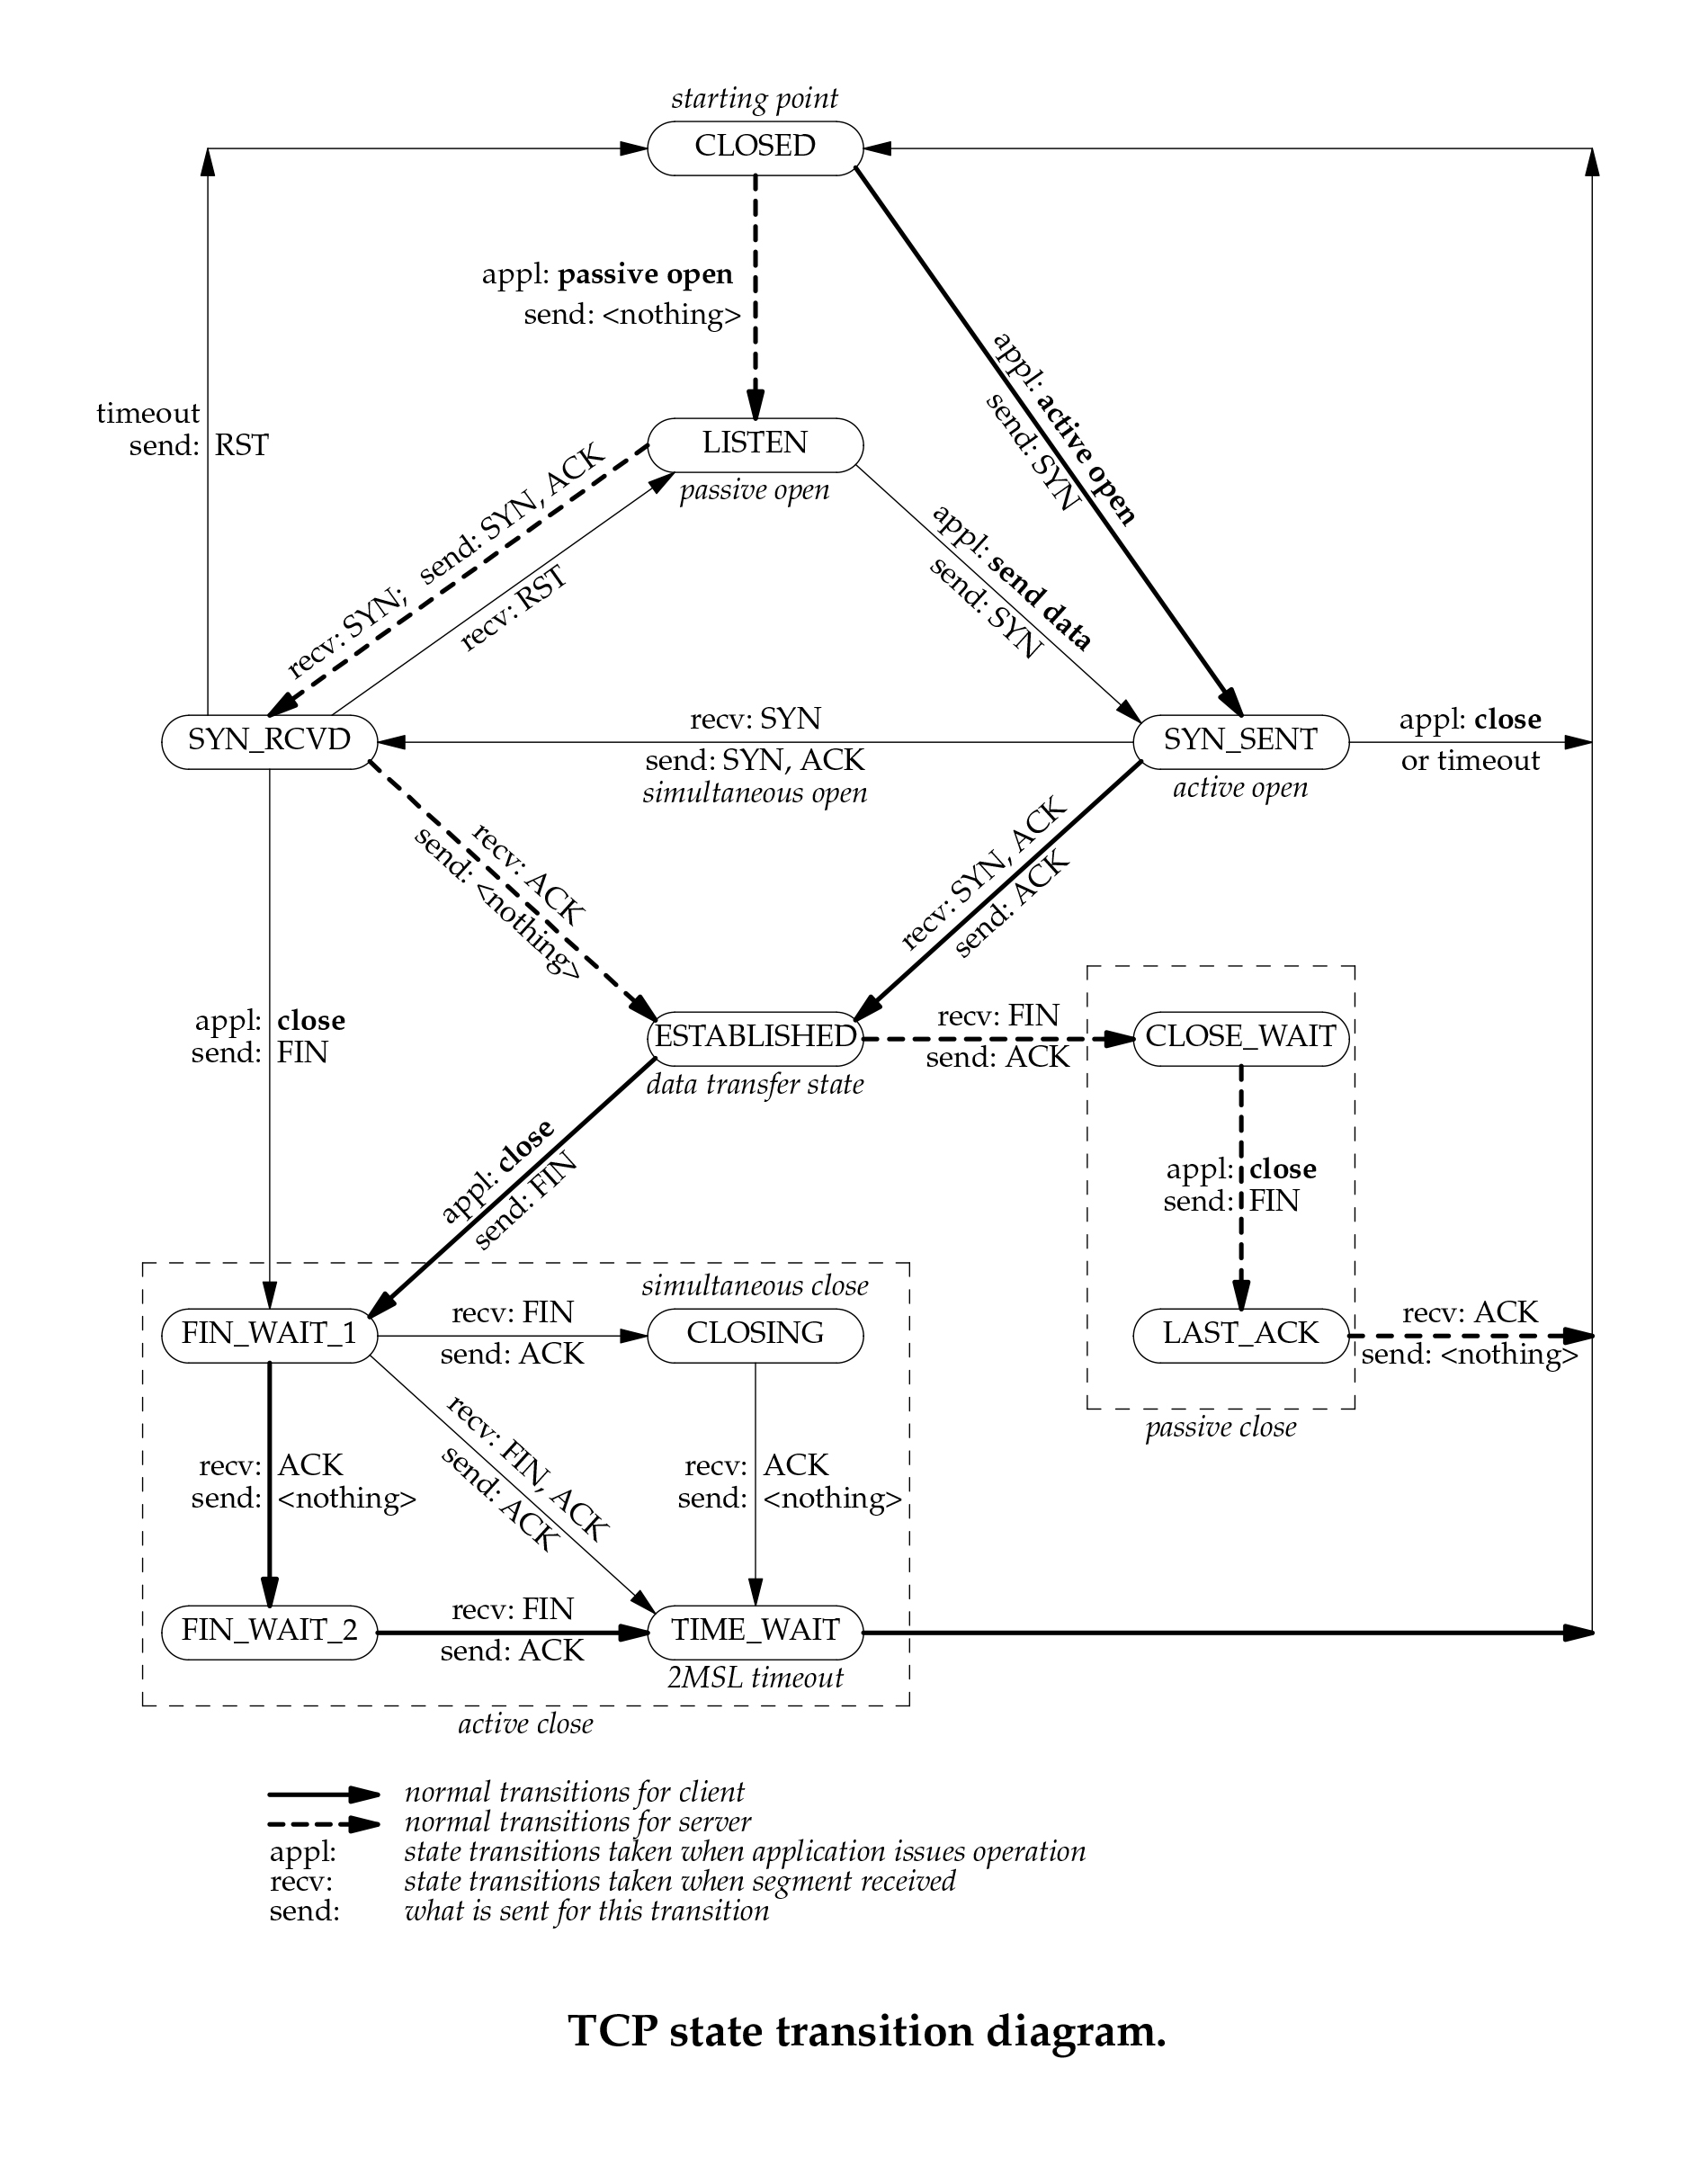 starting point
CLOSED
appl: passive open
send: <nothing>
appl: active open
send: SYN
timeout
send: RST
LISTEN
passive open
recv: SYN; send: SYN, ACK
recv: RST
appl: send data
send: SYN
SYN_RCVD
recv: SYN
send: SYN, ACK
simultaneous open
SYN_SENT
active open
appl: close
or timeout
recv: ACK
send: <nothing>
recv: SYN, ACK
send: ACK
appl: close
send: FIN
ESTABLISHED
data transfer state
recv: FIN
send: ACK
CLOSE_WAIT
appl: close
send: FIN
appl: close
send: FIN
simultaneous close
FIN_WAIT_1
recv: FIN
send: ACK
CLOSING
LAST_ACK
recv: ACK
send: <nothing>
passive close
recv: ACK
send: <nothing>
recv: FIN, ACK
send: ACK
recv: ACK
send: <nothing>
FIN_WAIT_2
recv: FIN
send: ACK
TIME_WAIT
2MSL timeout
active close
normal transitions for client
normal transitions for server
appl: state transitions taken when application issues operation
recv: state transitions taken when segment received
send: what is sent for this transition
TCP state transition diagram.